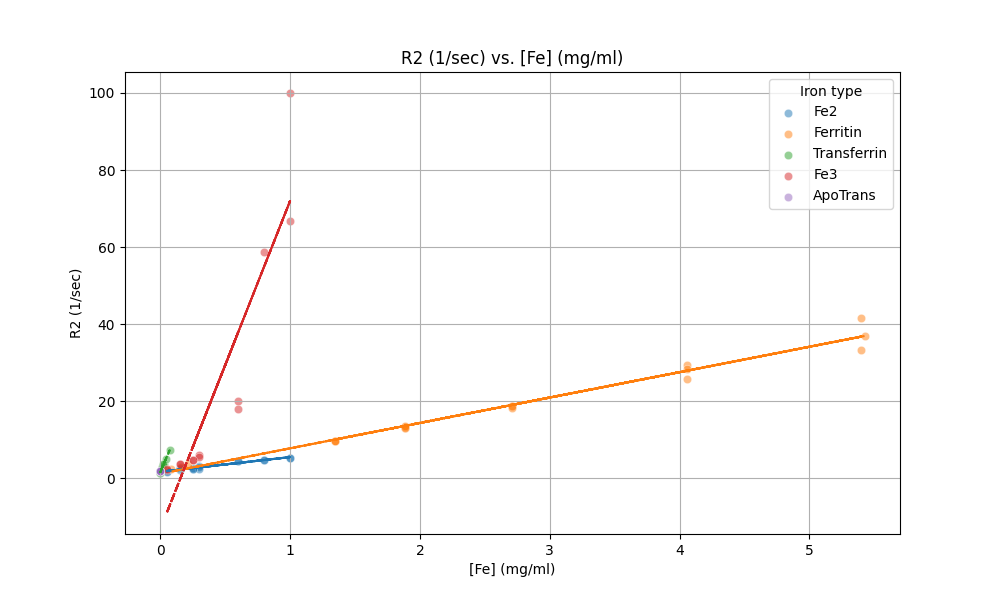 R2 (1/sec) vs. [Fe] (mg/ml)
Iron type
Fe2
Ferritin
Transferrin
Fe3
ApoTrans
R2 (1/sec)
100
80
60
40
20
0
0 1 2 3 4 5
[Fe] (mg/ml)